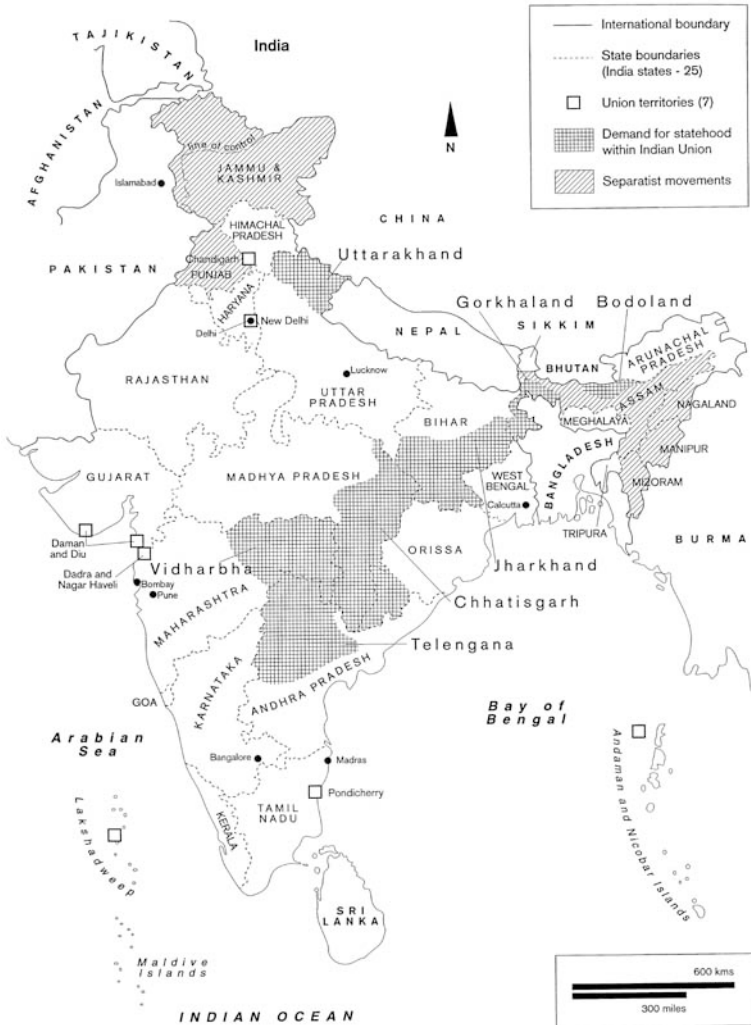 India
International boundary
State boundaries
(India states - 25)
Union territories (7)
Demand for statehood
within Indian Union
Separatist movements
N
TAJIKISTAN
AFGHANISTAN
line of control
Islamabad
JAMMU &
KASHMIR
CHINA
HIMACHAL
PRADESH
PAKISTAN
Chandigarh
PUNJAB
Uttarakhand
HARYANA
Delhi
New Delhi
NEPAL
Gorkhaland
SIKKIM
Bodoland
BHUTAN
ARUNACHAL
PRADESH
RAJASTHAN
Lucknow
UTTAR
PRADESH
BIHAR
ASSAM
MEGHALAYA
NAGALAND
MANIPUR
MIZORAM
BANGLADESH
TRIPURA
BURMA
GUJARAT
MADHYA PRADESH
WEST
BENGAL
Calcutta
ORISSA
Daman
and Diu
Dadra and
Nagar Haveli
Vidharbha
Jharkhand
Chhatisgarh
Bombay
Pune
MAHARASHTRA
Telengana
KARNATAKA
ANDHRA PRADESH
GOA
Bay of
Bengal
Arabian
Sea
Bangalore
Madras
Pondicherry
TAMIL
NADU
KERALA
Lakshadweep
Andaman and Nicobar Islands
SRI
LANKA
Maldive
Islands
INDIAN OCEAN
600 kms
300 miles